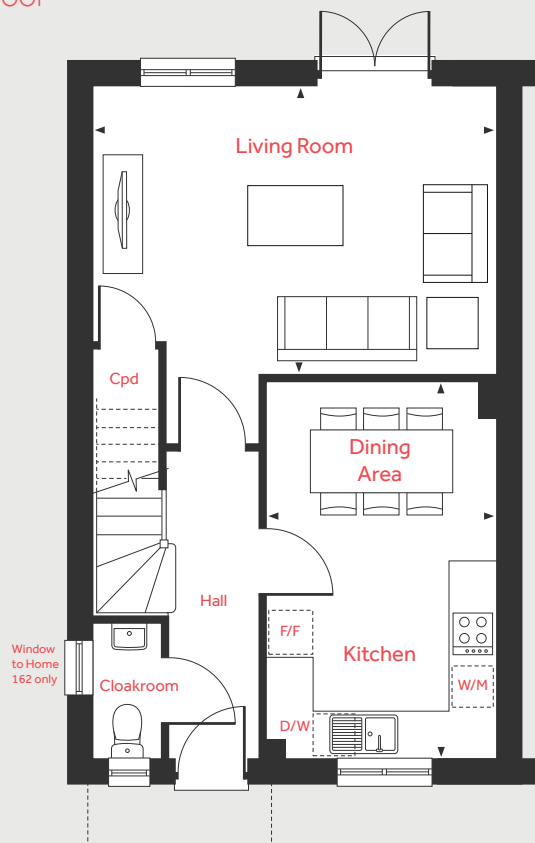 Living Room
Cpd
Dining
Area
Hall
F/F
Kitchen
Window
to Home
162 only
Cloakroom
W/M
D/W